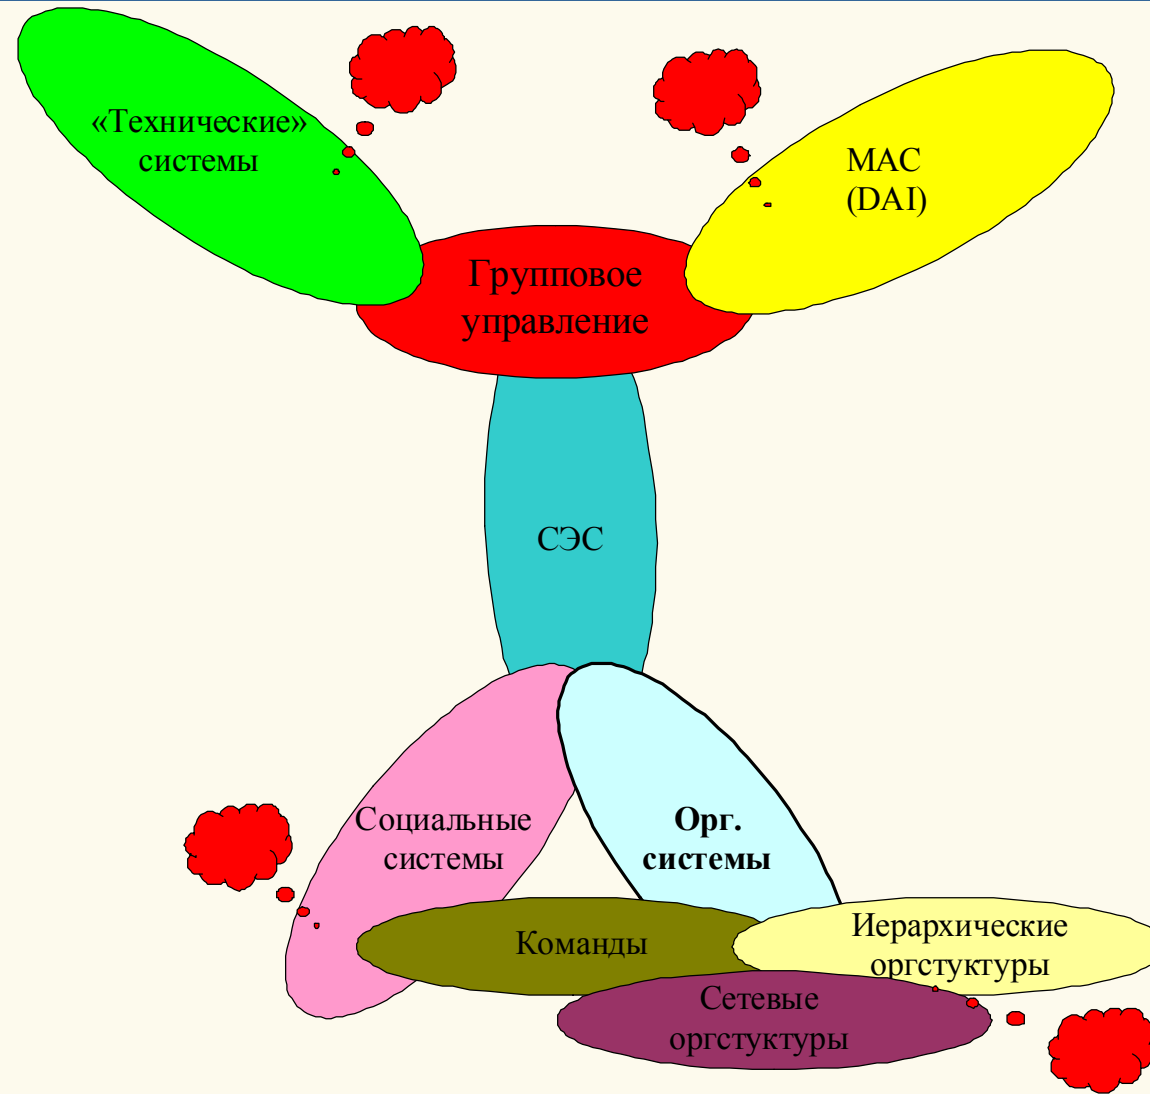 «Технические»
системы
МАС
(DAI)
Групповое
управление
СЭС
Социальные
системы
Орг.
системы
Команды
Иерархические
оргстуктуры
Сетевые
оргстуктуры